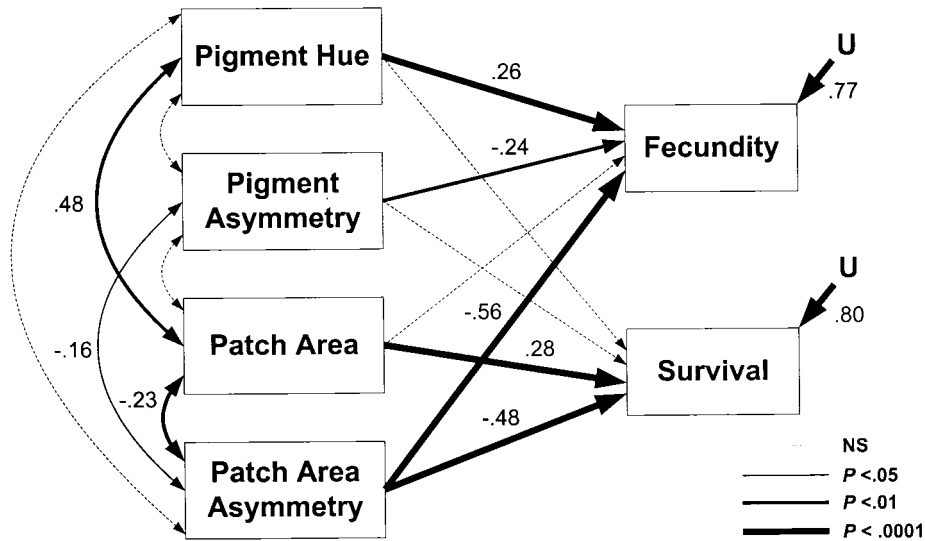 Pigment Hue
Pigment
Asymmetry
Patch Area
Patch Area
Asymmetry
.48
-.16
-.23
.26
-.24
-.56
.28
-.48
Fecundity
U
.77
Survival
U
.80
NS
P <.05
P <.01
P < .0001